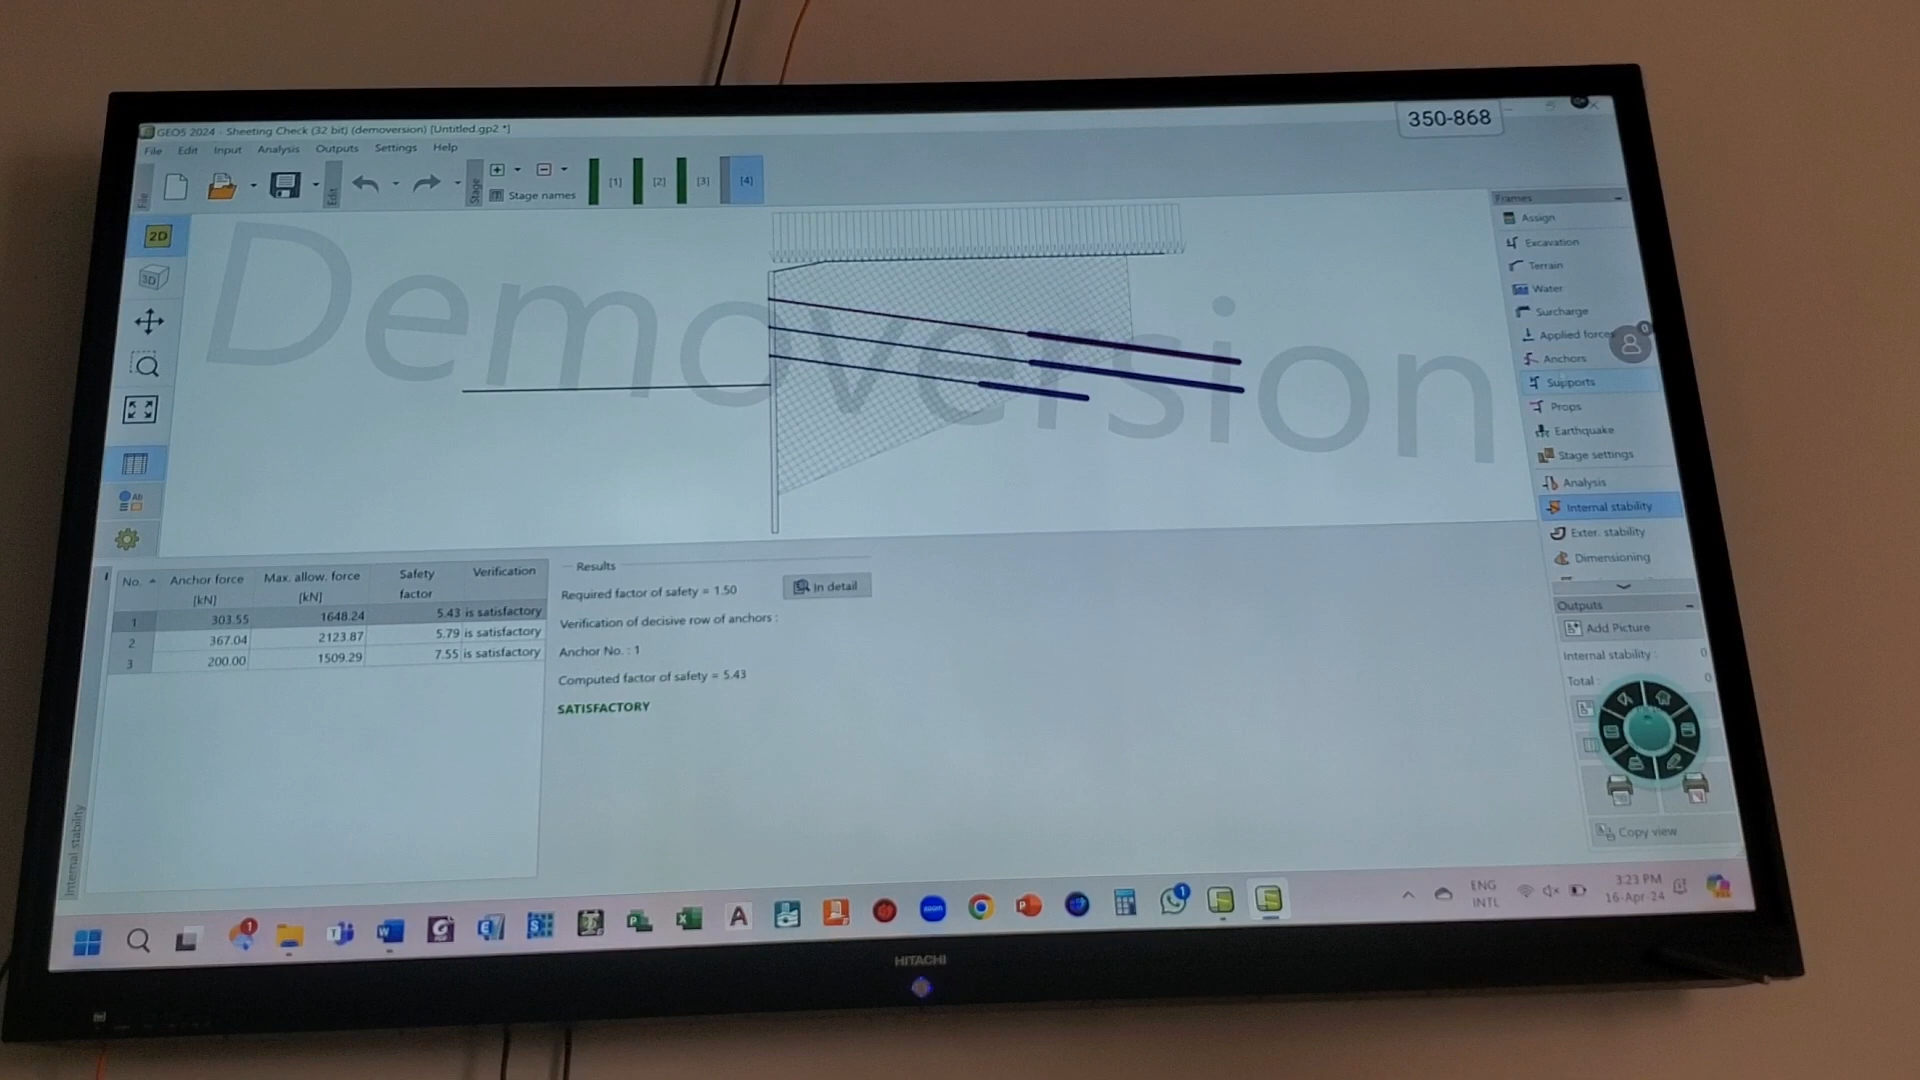 GEO5 2024 - Sheeting Check (32 bit) (demoversion) [Untitled.gp2 *]
350-868
File Edit Input Analysis Outputs Settings Help
File
Edit
Stage
Stage names
[1] [2] [3] [4]
2D
3D
Demoversion
Frames
Assign
Excavation
Terrain
Water
Surcharge
Applied forces
0
Anchors
Supports
Props
Earthquake
Stage settings
Analysis
Internal stability
Exter. stability
Dimensioning
Outputs
Add Picture
Internal stability : 0
Total : 0
Copy view
No. Anchor force [kN] Max. allow. force [kN] Safety factor Verification
1 303.55 1648.24 5.43 is satisfactory
2 367.04 2123.87 5.79 is satisfactory
3 200.00 1509.29 7.55 is satisfactory
Results
Required factor of safety = 1.50
In detail
Verification of decisive row of anchors :
Anchor No. : 1
Computed factor of safety = 5.43
SATISFACTORY
Internal stability
ENG
INTL
3:23 PM
16-Apr-24
HITACHI